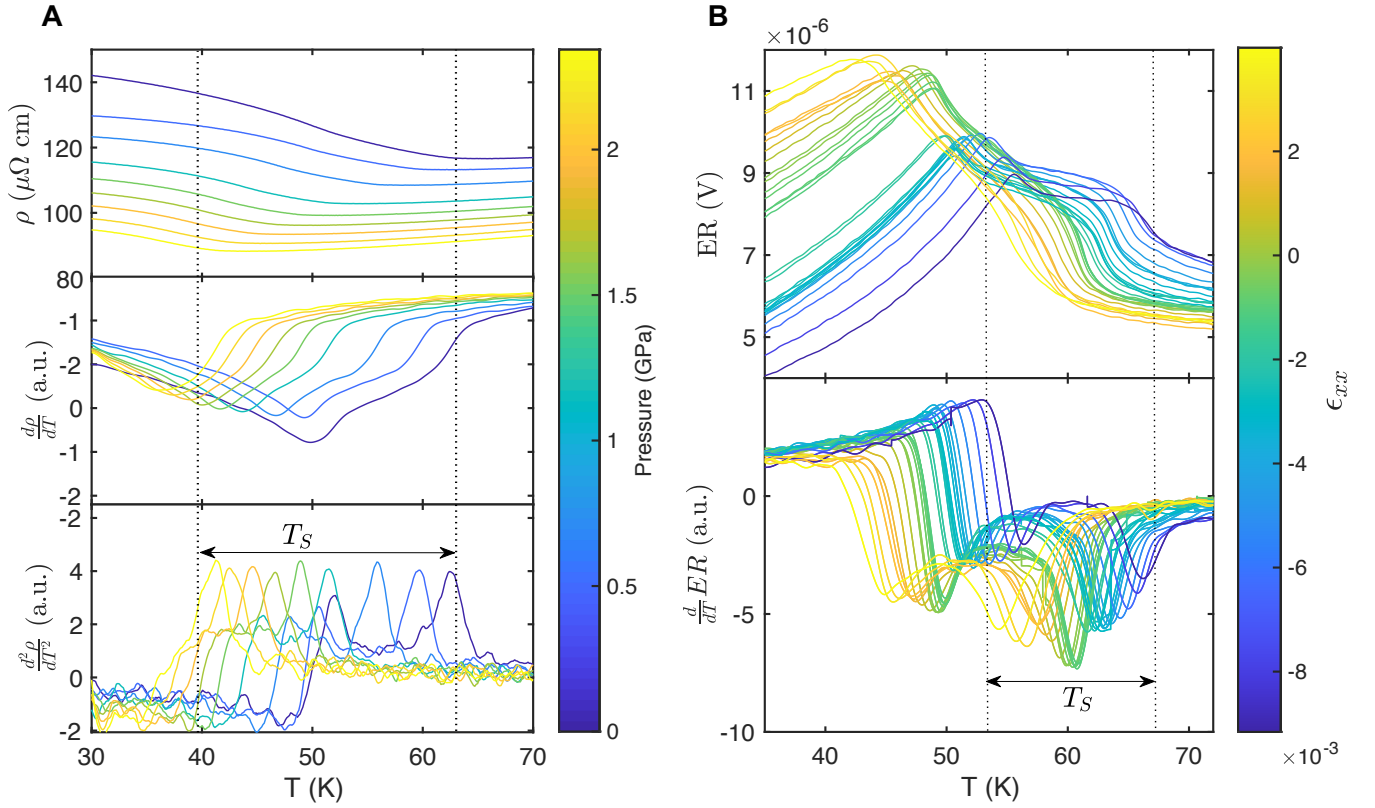 A
140
120
100
80
ρ (μΩ cm)
-1
-2
0
-1
-2
dρ/dT (a.u.)
-2
4
2
0
-2
d²ρ/dT² (a.u.)
T_S
30 40 50 60 70
T (K)
2
1.5
1
0.5
0
Pressure (GPa)
B
×10⁻⁶
11
9
7
5
ER (V)
0
-5
-10
d/dT ER (a.u.)
T_S
40 50 60 70
T (K)
2
0
-2
-4
-6
-8
×10⁻³
ϵ_xx